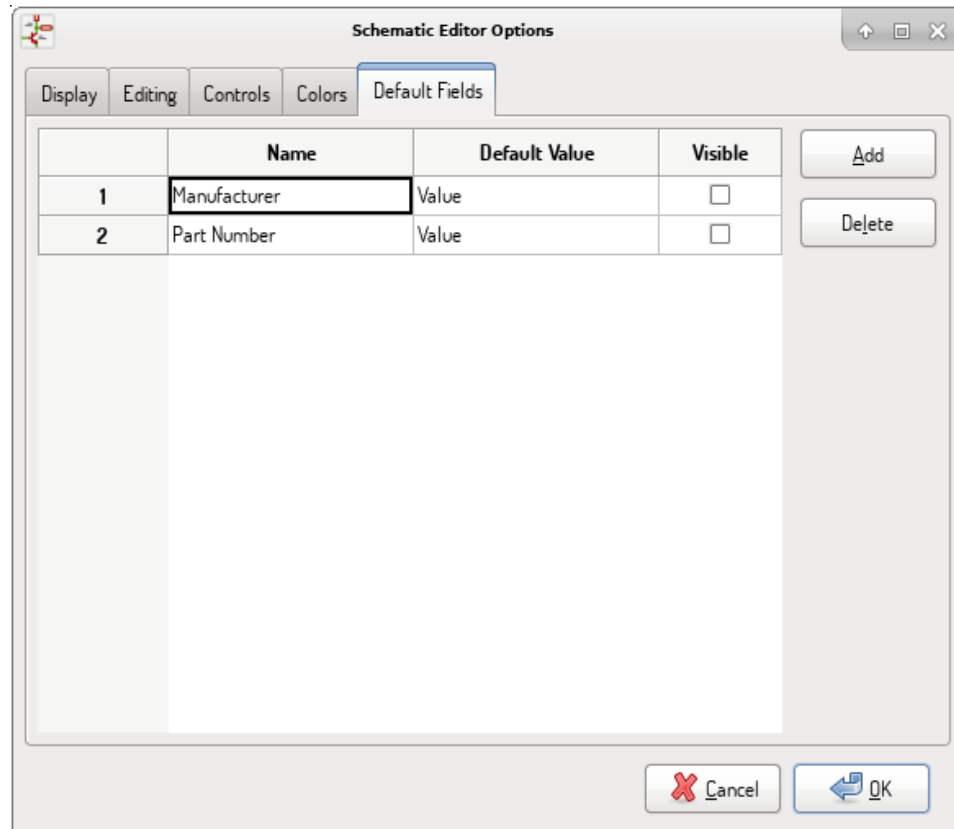 Schematic Editor Options
Display Editing Controls Colors Default Fields
Name Default Value Visible
Add
1 Manufacturer Value
2 Part Number Value
Delete
Cancel OK